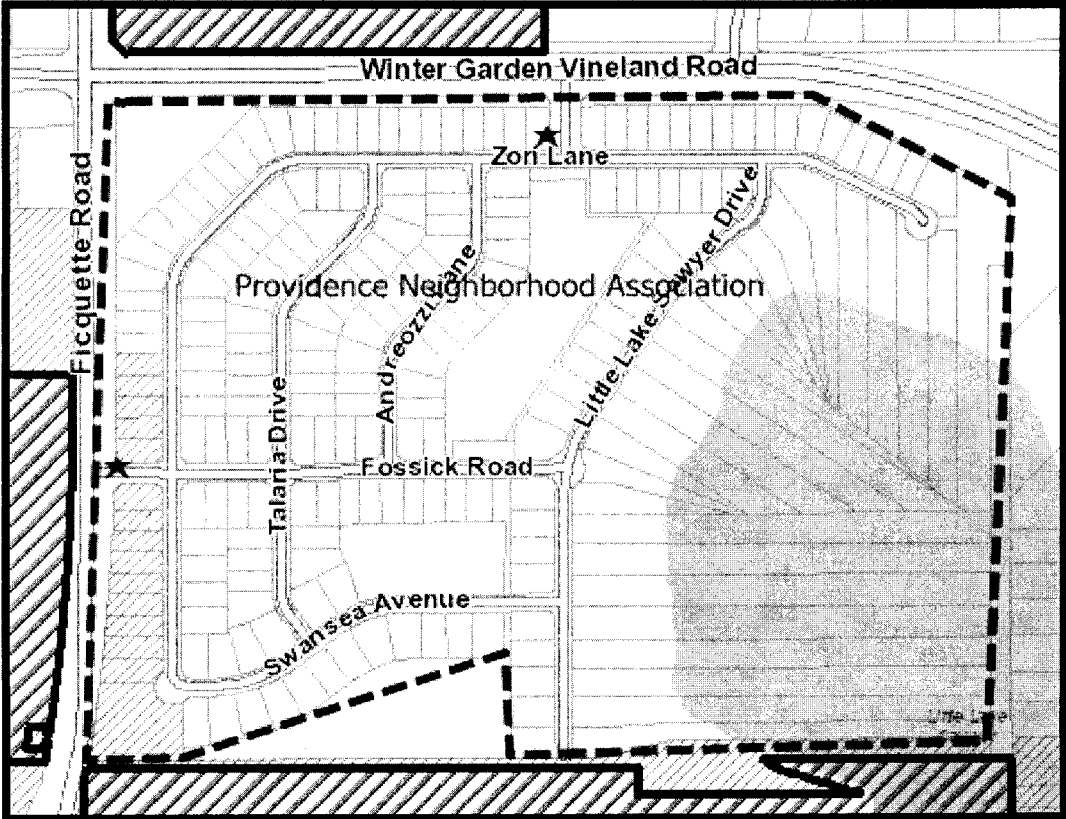 Winter Garden Vineland Road
Zori Lane
Ficquette Road
Providence Neighborhood Association
Andreozzi Lane
Little Lake Sawyer Drive
Talaria Drive
Fossick Road
Swansea Avenue